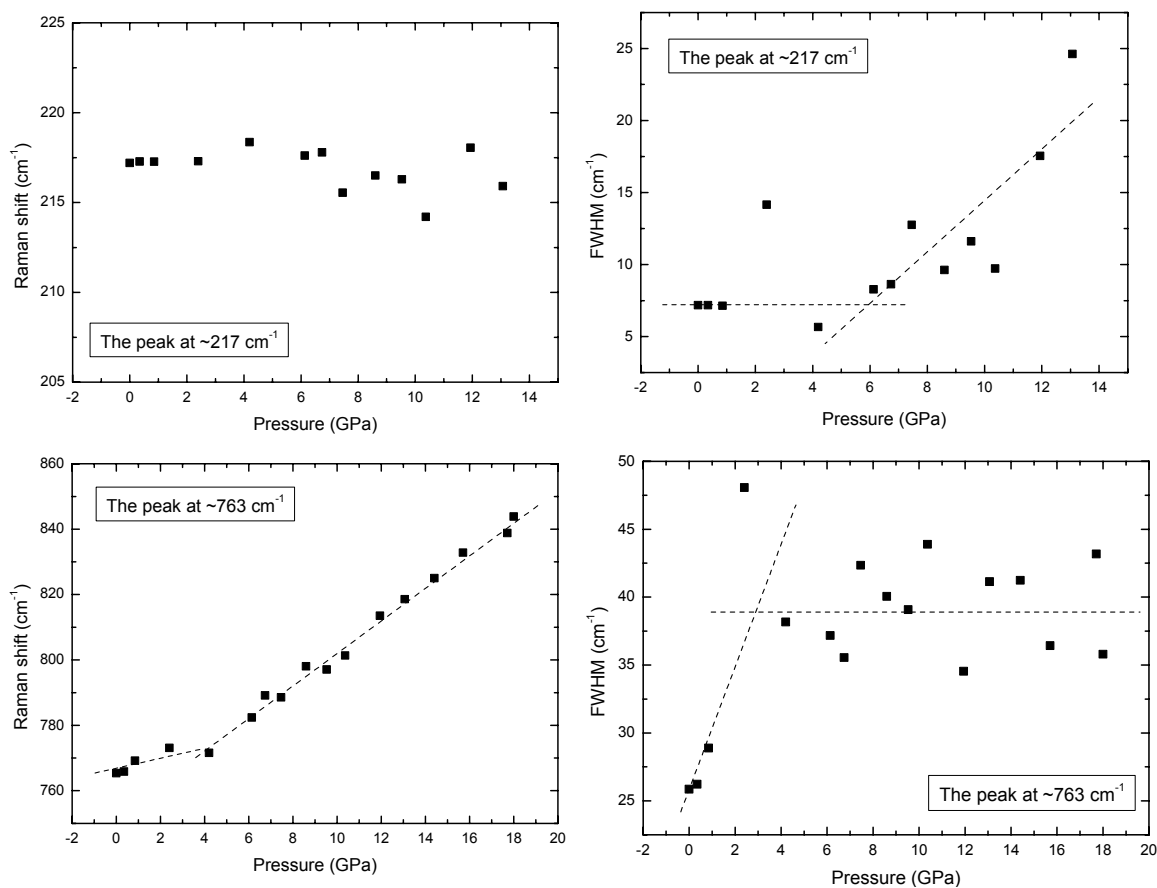 225
220
215
210
205
Raman shift (cm⁻¹)
The peak at ~217 cm⁻¹
-2 0 2 4 6 8 10 12 14
Pressure (GPa)
25
20
15
10
5
FWHM (cm⁻¹)
The peak at ~217 cm⁻¹
-2 0 2 4 6 8 10 12 14
Pressure (GPa)
860
840
820
800
780
760
Raman shift (cm⁻¹)
The peak at ~763 cm⁻¹
-2 0 2 4 6 8 10 12 14 16 18 20
Pressure (GPa)
50
45
40
35
30
25
FWHM (cm⁻¹)
The peak at ~763 cm⁻¹
-2 0 2 4 6 8 10 12 14 16 18 20
Pressure (GPa)